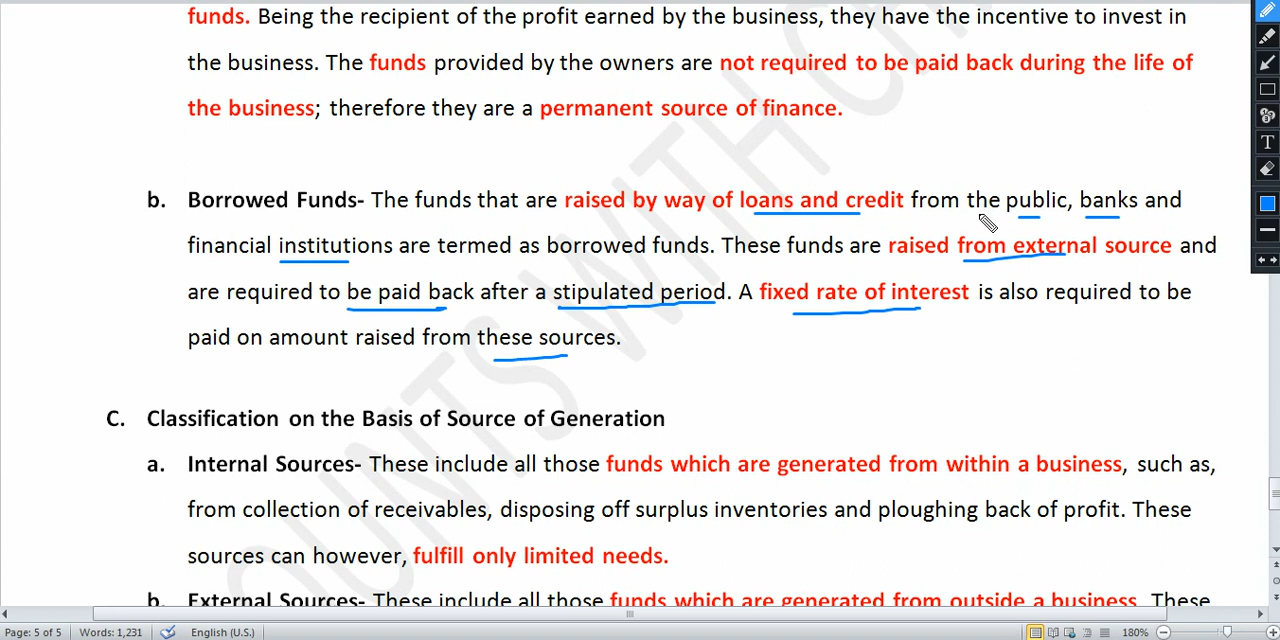 funds. Being the recipient of the profit earned by the business, they have the incentive to invest in
the business. The funds provided by the owners are not required to be paid back during the life of
the business; therefore they are a permanent source of finance.
b. Borrowed Funds- The funds that are raised by way of loans and credit from the public, banks and
financial institutions are termed as borrowed funds. These funds are raised from external source and
are required to be paid back after a stipulated period. A fixed rate of interest is also required to be
paid on amount raised from these sources.
C. Classification on the Basis of Source of Generation
a. Internal Sources- These include all those funds which are generated from within a business, such as,
from collection of receivables, disposing off surplus inventories and ploughing back of profit. These
sources can however, fulfill only limited needs.
b. External Sources- These include all those funds which are generated from outside a business. These
Page: 5 of 5 Words: 1,231 English (U.S.) 180%
T
UNTS WITH